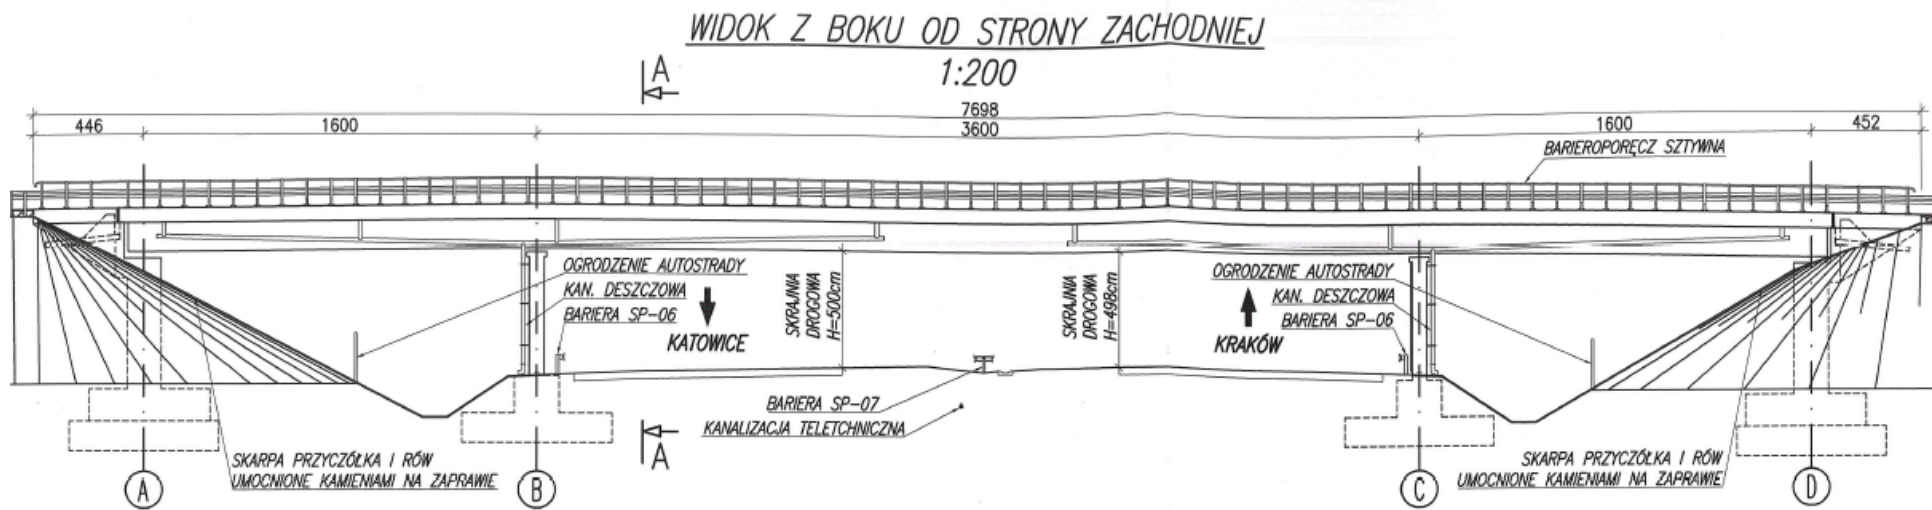 WIDOK Z BOKU OD STRONY ZACHODNIEJ
1:200
A
7698
446
1600
3600
1600
452
BARIEROPORĘCZ SZTYWNA
OGRODZENIE AUTOSTRADY
KAN. DESZCZOWA
BARIERA SP-06
KATOWICE
SKRAJNIA
DROGOWA
H=500cm
SKRAJNIA
DROGOWA
H=498cm
OGRODZENIE AUTOSTRADY
KAN. DESZCZOWA
BARIERA SP-06
KRAKÓW
BARIERA SP-07
KANALIZACJA TELETCHNICZNA
A
SKARPA PRZYCZÓŁKA I RÓW
UMOCNIONE KAMIENIAMI NA ZAPRAWIE
SKARPA PRZYCZÓŁKA I RÓW
UMOCNIONE KAMIENIAMI NA ZAPRAWIE
A
B
C
D